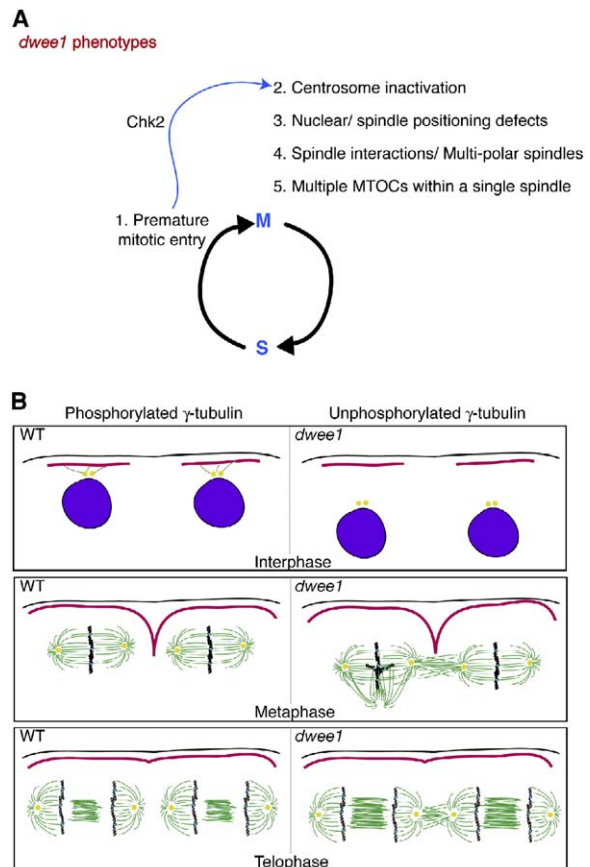 A
dwee1 phenotypes
2. Centrosome inactivation
Chk2
3. Nuclear/ spindle positioning defects
4. Spindle interactions/ Multi-polar spindles
5. Multiple MTOCs within a single spindle
1. Premature
mitotic entry
M
S
B
Phosphorylated γ-tubulin
Unphosphorylated γ-tubulin
WT
dwee1
Interphase
WT
dwee1
Metaphase
WT
dwee1
Telophase